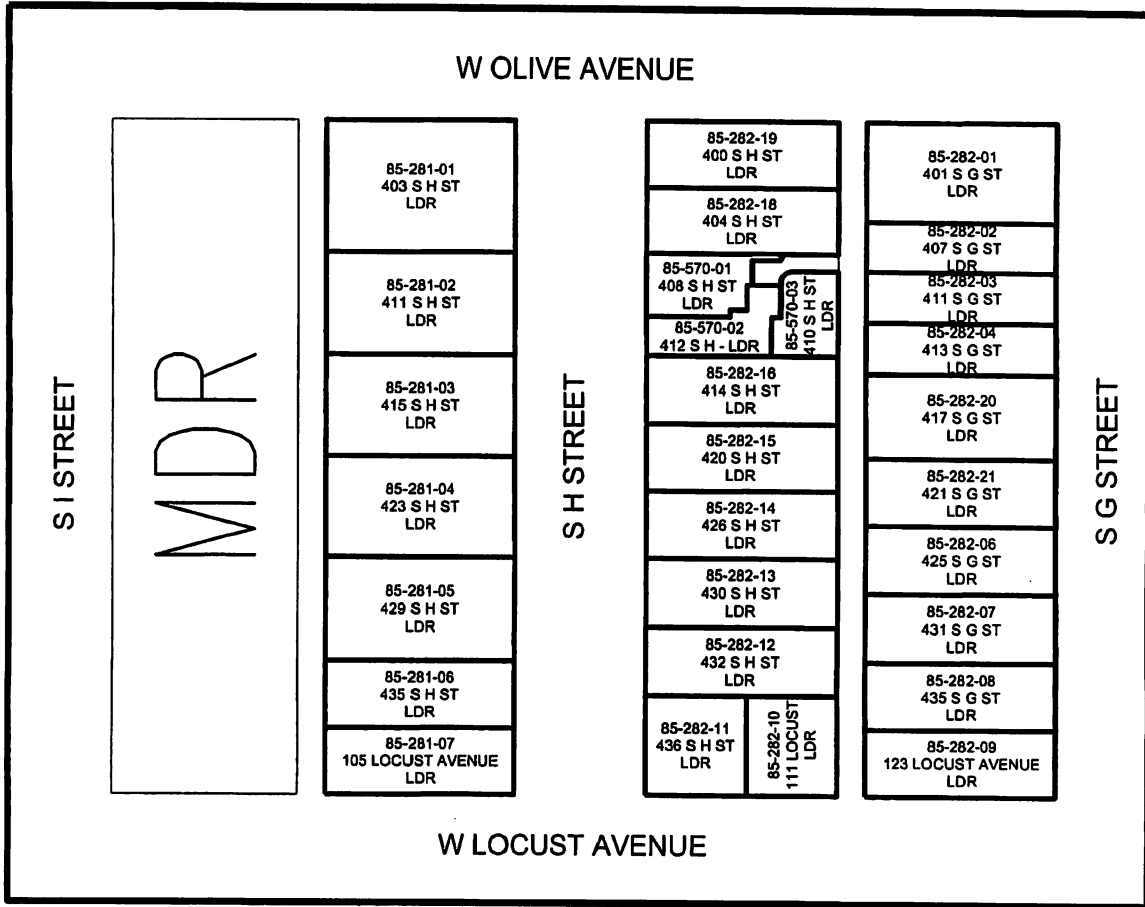 W OLIVE AVENUE
S I STREET
MDR
85-281-01
403 S H ST
LDR
85-281-02
411 S H ST
LDR
85-281-03
415 S H ST
LDR
85-281-04
423 S H ST
LDR
85-281-05
429 S H ST
LDR
85-281-06
435 S H ST
LDR
85-281-07
105 LOCUST AVENUE
LDR
S H STREET
85-282-19
400 S H ST
LDR
85-282-18
404 S H ST
LDR
85-570-01
408 S H ST
LDR
85-570-02
412 S H - LDR
85-570-03
410 S H ST
LDR
85-282-16
414 S H ST
LDR
85-282-15
420 S H ST
LDR
85-282-14
426 S H ST
LDR
85-282-13
430 S H ST
LDR
85-282-12
432 S H ST
LDR
85-282-11
436 S H ST
LDR
85-282-10
111 LOCUST
LDR
85-282-01
401 S G ST
LDR
85-282-02
407 S G ST
LDR
85-282-03
411 S G ST
LDR
85-282-04
413 S G ST
LDR
85-282-20
417 S G ST
LDR
85-282-21
421 S G ST
LDR
85-282-06
425 S G ST
LDR
85-282-07
431 S G ST
LDR
85-282-08
435 S G ST
LDR
85-282-09
123 LOCUST AVENUE
LDR
S G STREET
W LOCUST AVENUE